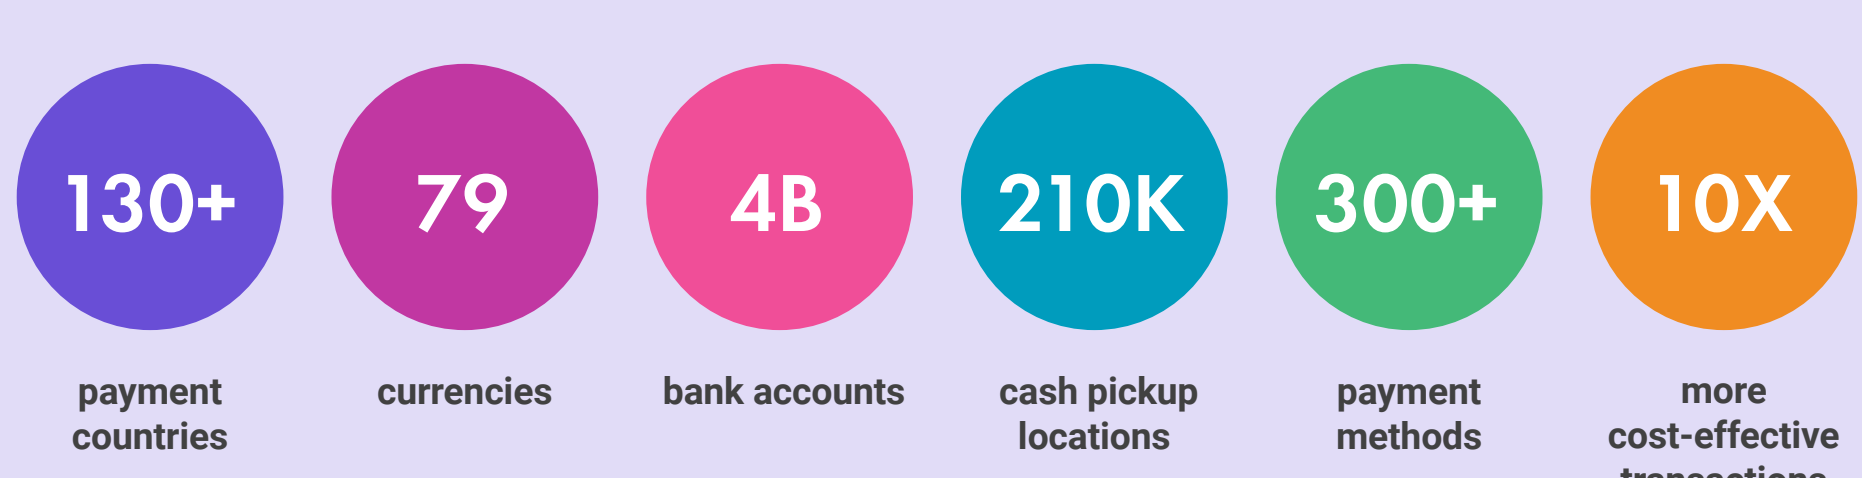 130+
payment
countries
79
currencies
4B
bank accounts
210K
cash pickup
locations
300+
payment
methods
10X
more
cost-effective
transactions